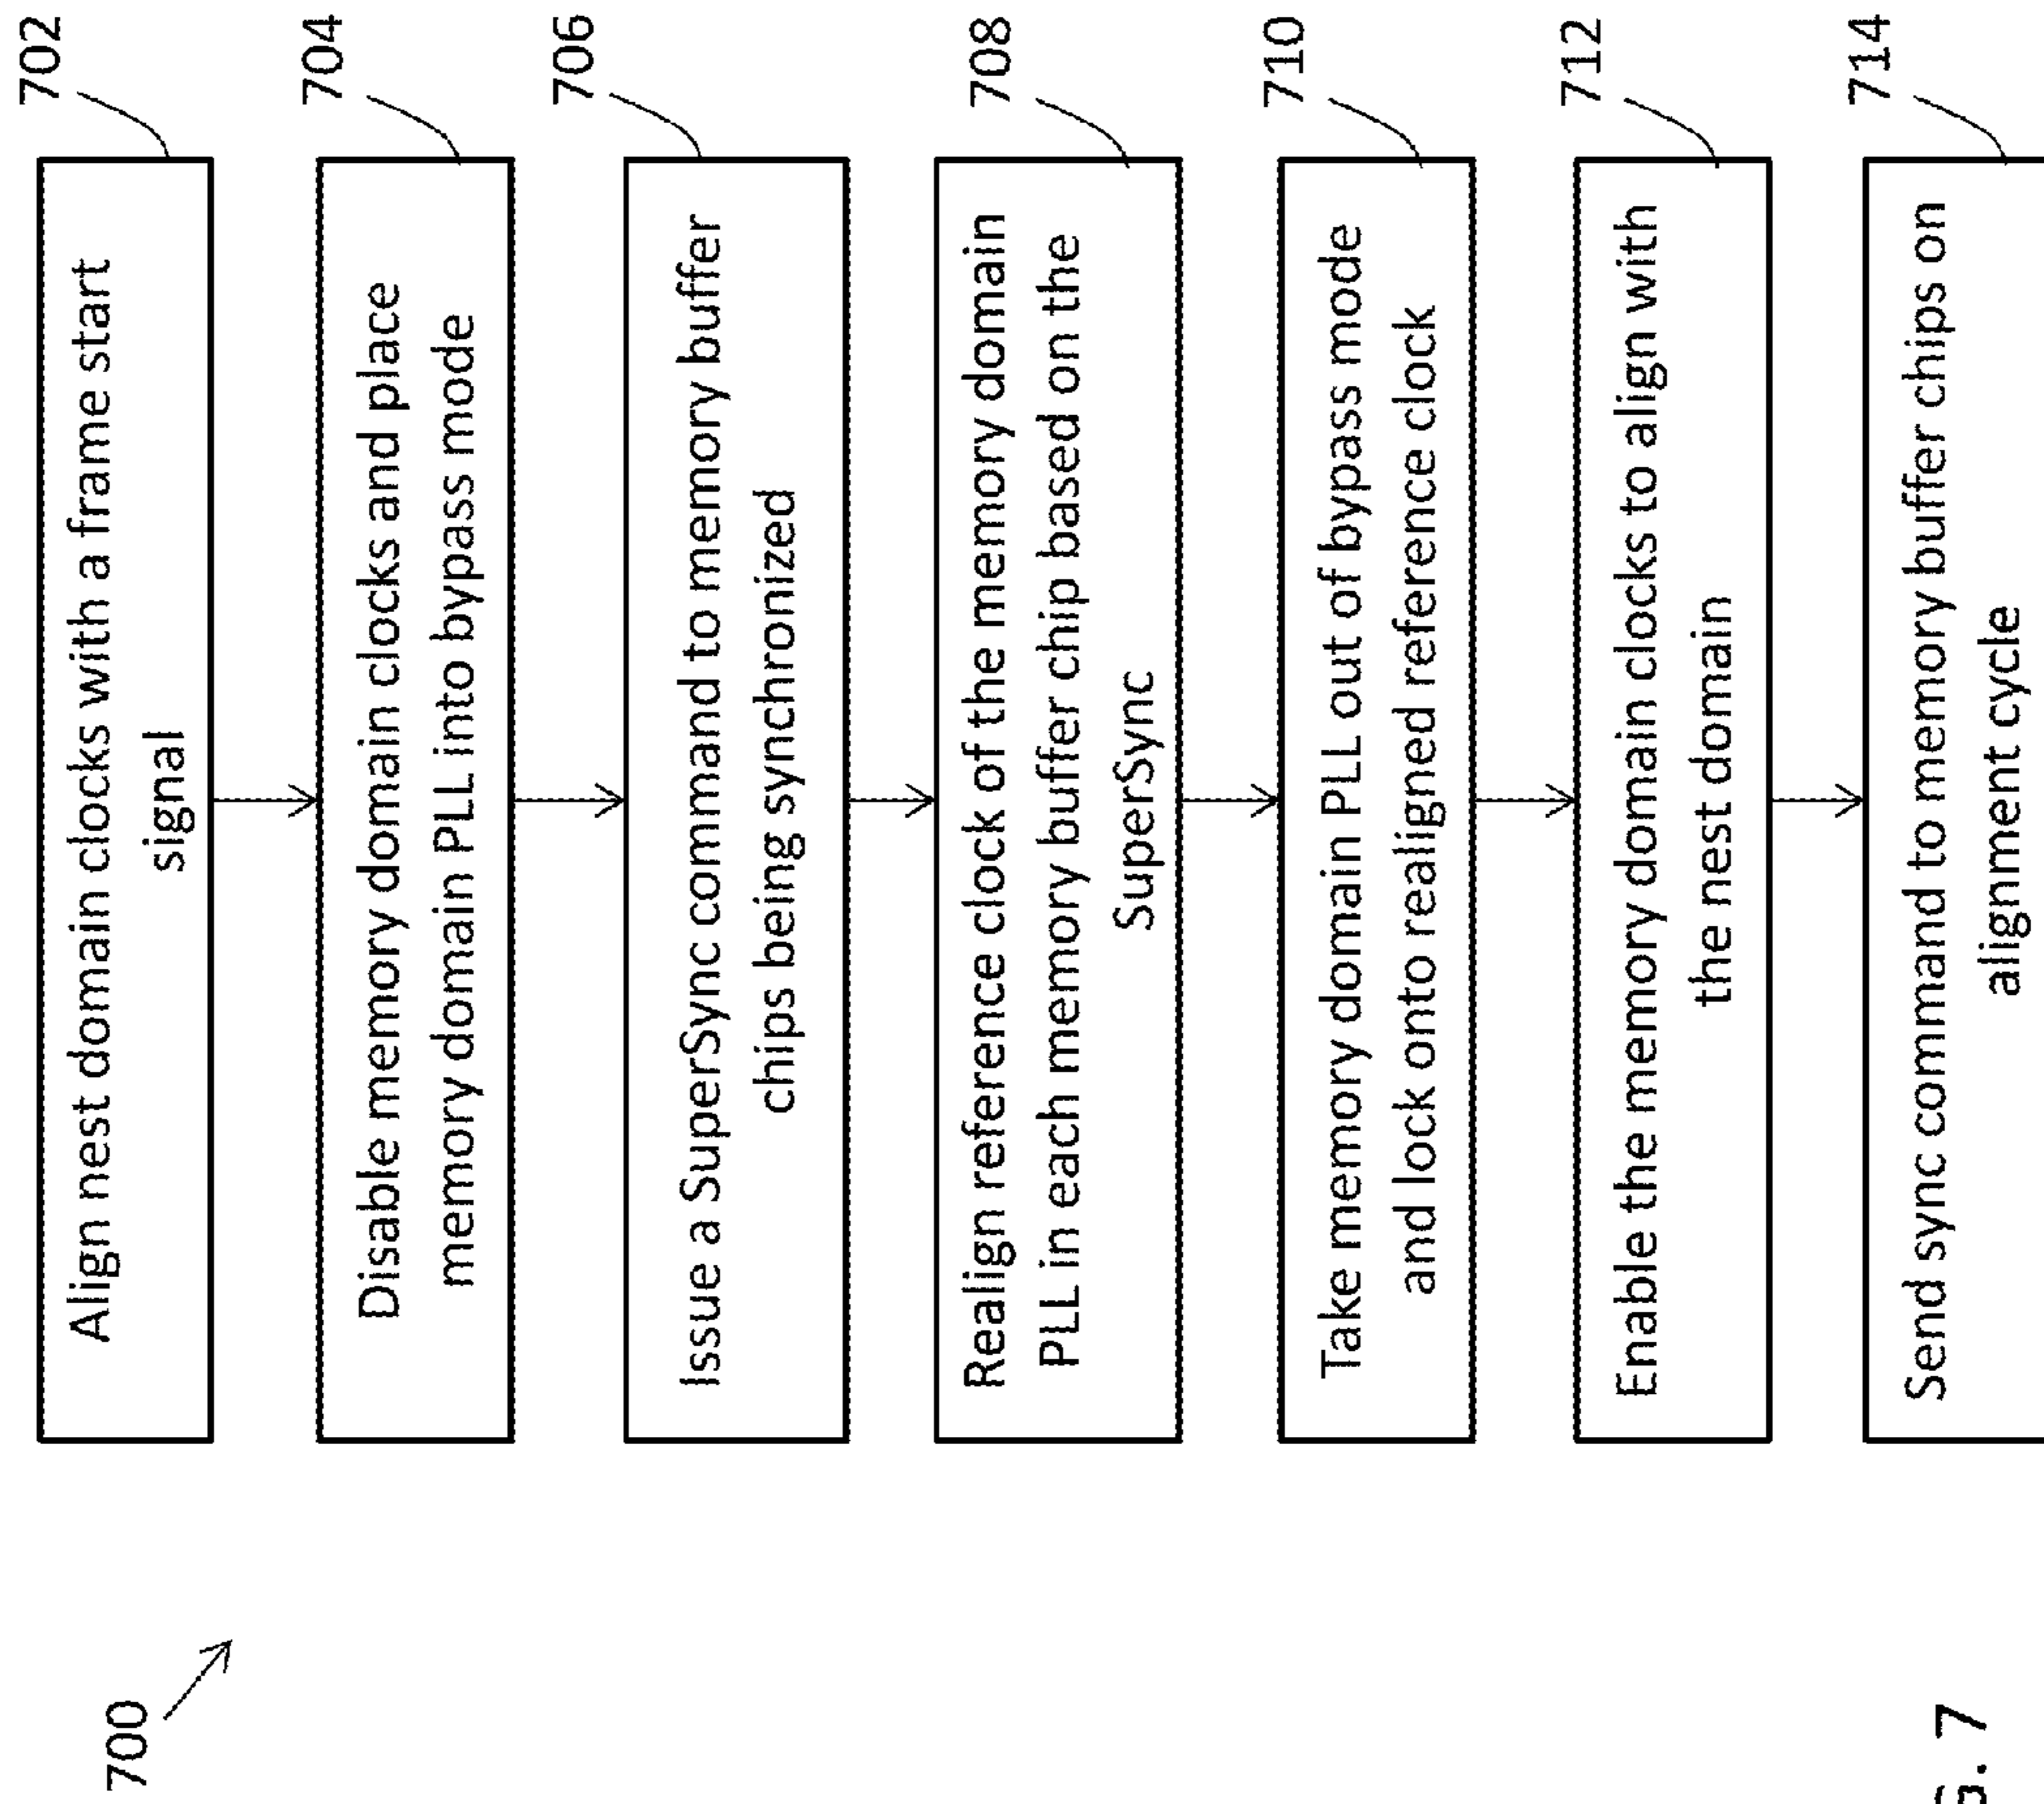 700
702
Align nest domain clocks with a frame start
signal
704
Disable memory domain clocks and place
memory domain PLL into bypass mode
706
Issue a SuperSync command to memory buffer
chips being synchronized
708
Realign reference clock of the memory domain
PLL in each memory buffer chip based on the
SuperSync
710
Take memory domain PLL out of bypass mode
and lock onto realigned reference clock
712
Enable the memory domain clocks to align with
the nest domain
714
Send sync command to memory buffer chips on
alignment cycle
G. 7